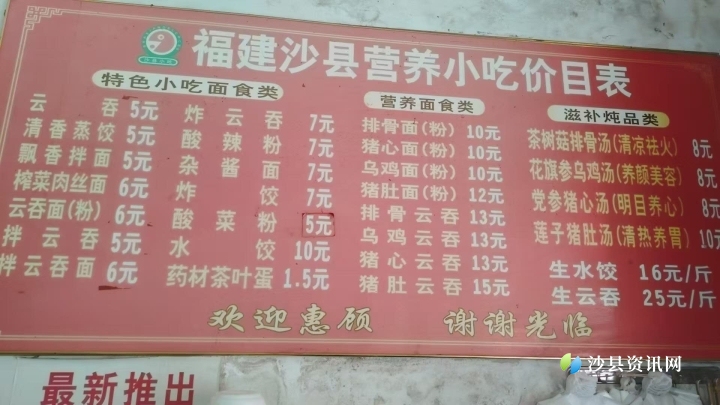 福建沙县营养小吃价目表
特色小吃面食类
云吞 5元
清香蒸饺 5元
飘香拌面 5元
榨菜肉丝面 6元
云吞面(粉) 6元
拌云吞 5元
拌云吞面 6元
炸云吞 7元
酸辣粉 7元
杂酱面 7元
炸饺 7元
酸菜粉 5元
水饺 10元
药材茶叶蛋 1.5元
营养面食类
排骨面(粉) 10元
猪心面(粉) 10元
乌鸡面(粉) 10元
猪肚面(粉) 12元
排骨云吞 13元
乌鸡云吞 13元
猪心云吞 13元
猪肚云吞 15元
滋补炖品类
茶树菇排骨汤(清凉祛火) 8元
花旗参乌鸡汤(养颜美容) 8元
党参猪心汤(明目养心) 8元
莲子猪肚汤(清热养胃) 10元
生水饺 16元/斤
生云吞 25元/斤
欢迎惠顾 谢谢光临
最新推出
沙县资讯网